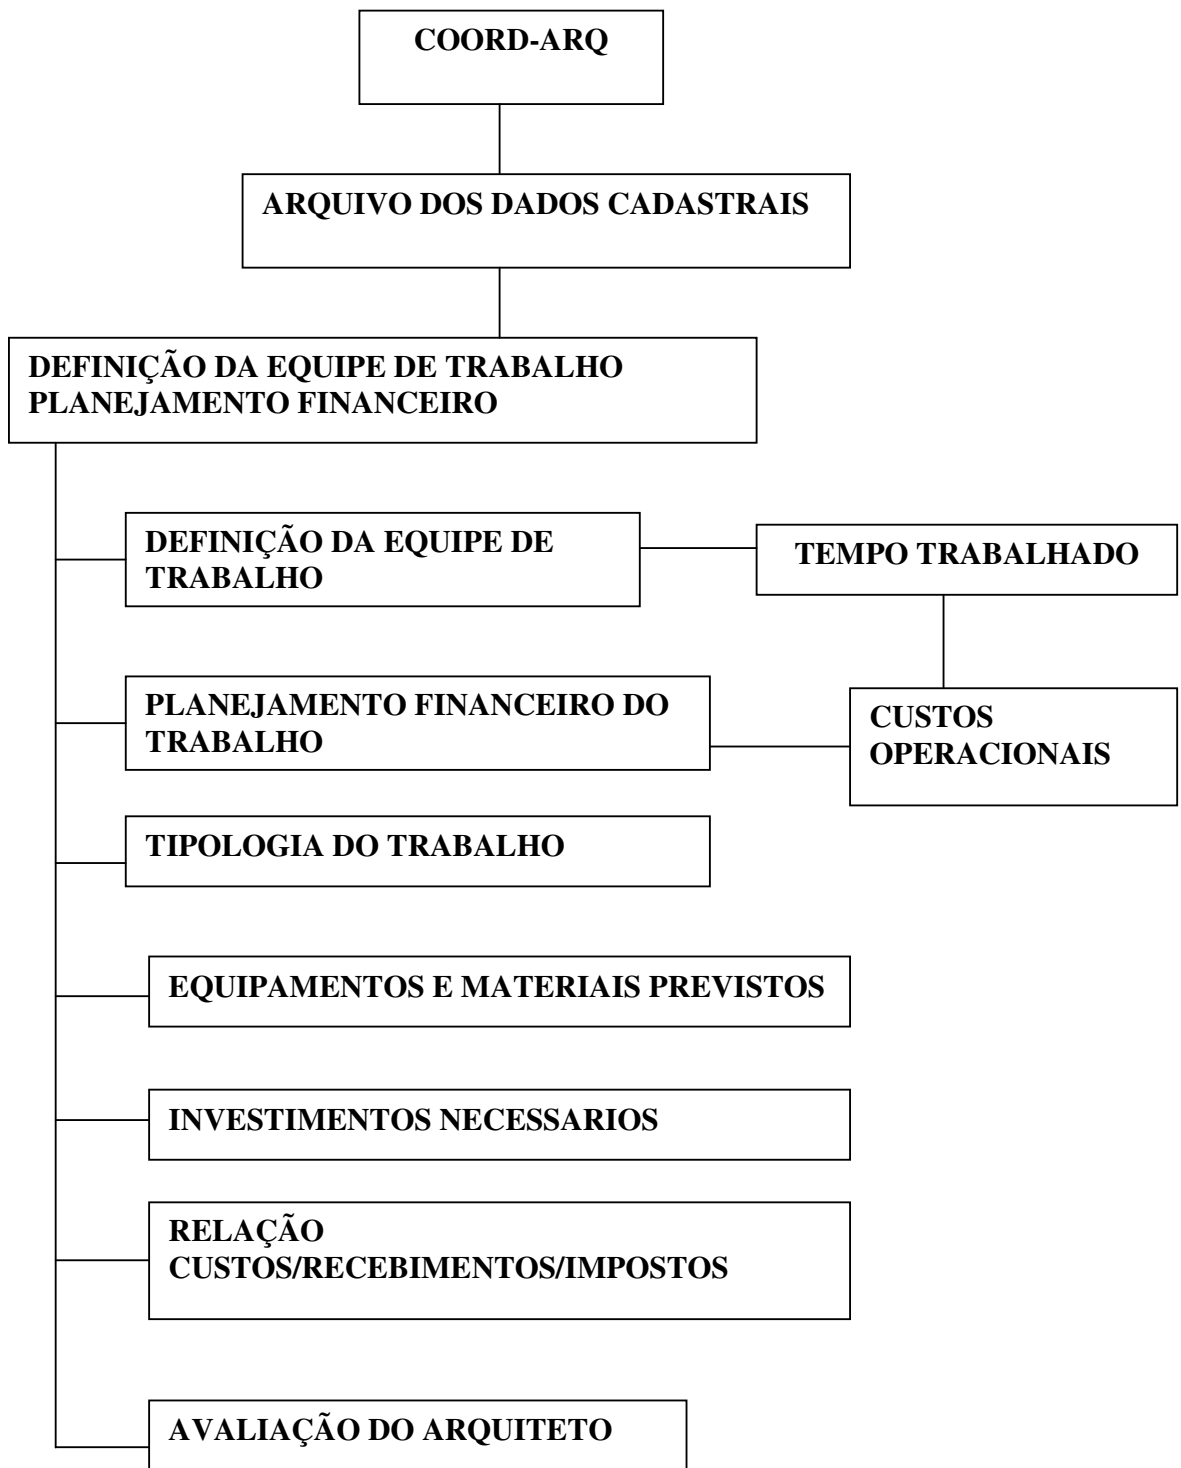 COORD-ARQ
ARQUIVO DOS DADOS CADASTRAIS
DEFINIÇÃO DA EQUIPE DE TRABALHO
PLANEJAMENTO FINANCEIRO
DEFINIÇÃO DA EQUIPE DE
TRABALHO
TEMPO TRABALHADO
PLANEJAMENTO FINANCEIRO DO
TRABALHO
CUSTOS
OPERACIONAIS
TIPOLOGIA DO TRABALHO
EQUIPAMENTOS E MATERIAIS PREVISTOS
INVESTIMENTOS NECESSARIOS
RELAÇÃO
CUSTOS/RECEBIMENTOS/IMPOSTOS
AVALIAÇÃO DO ARQUITETO